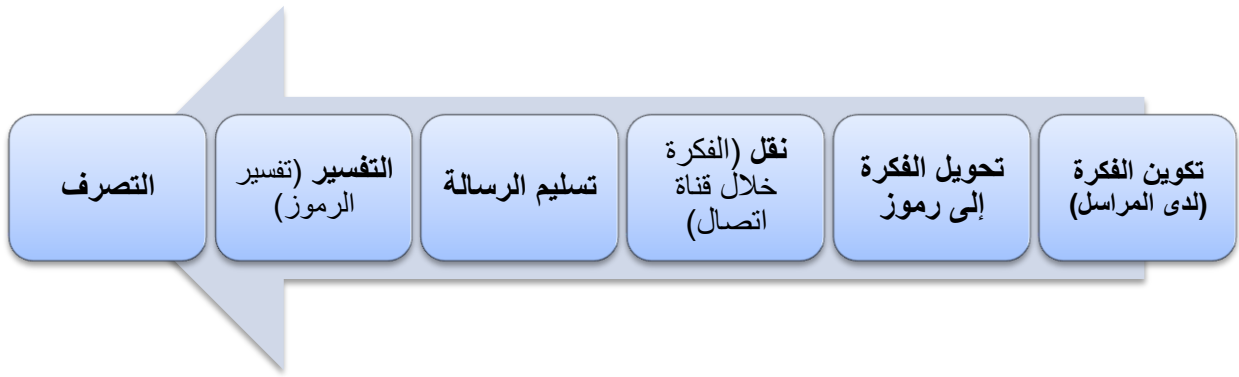 تكوين الفكرة
(لدى المراسل)
تحويل الفكرة
إلى رموز
نقل (الفكرة
خلال قناة
اتصال)
تسليم الرسالة
التفسير (تفسير
الرموز)
التصرف